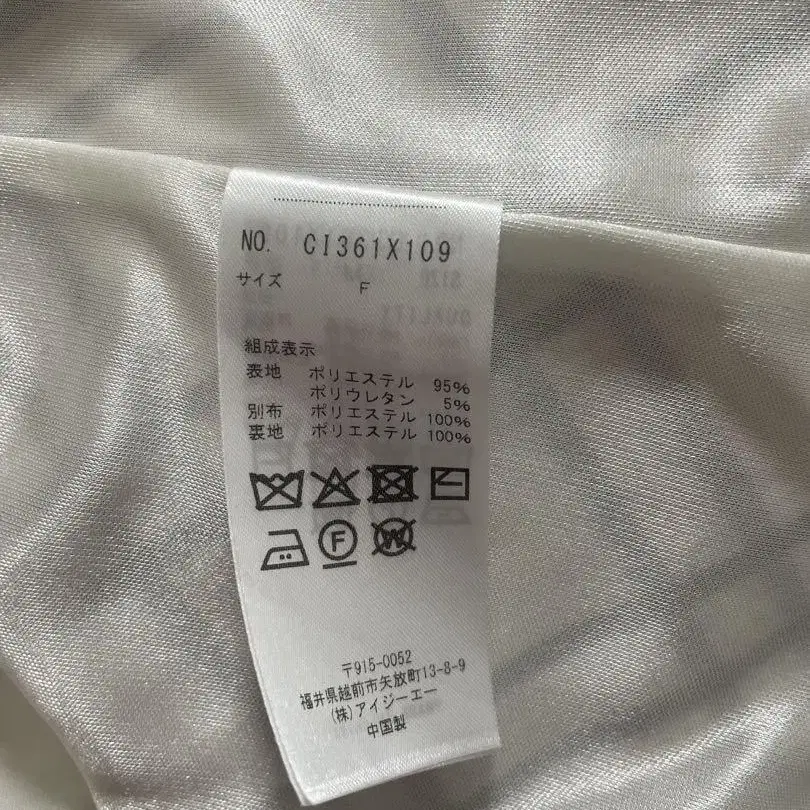 NO. CI361X109
サイズ F
組成表示
表地 ポリエステル 95%
ポリウレタン 5%
別布 ポリエステル 100%
裏地 ポリエステル 100%
F
W
〒915-0052
福井県越前市矢放町13-8-9
(株)アイジーエー
中国製